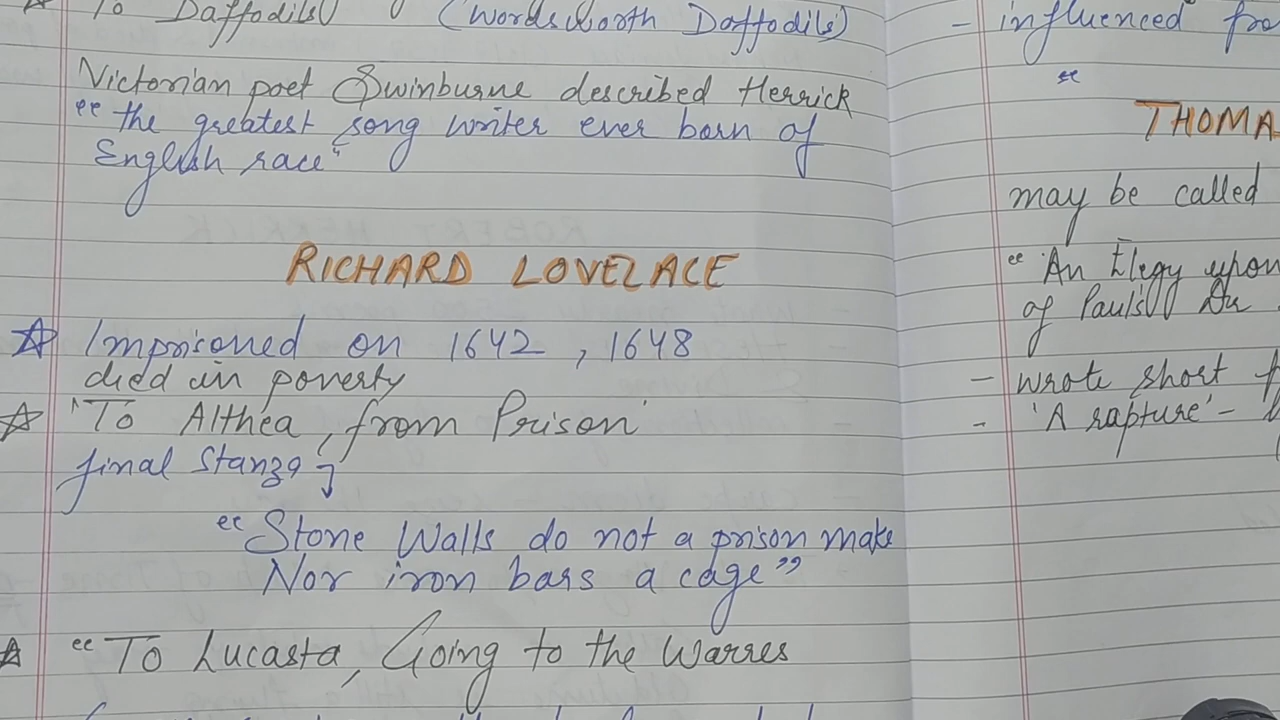 To Daffodils (Wordsworth Daffodils)
Victorian poet Swinburne described Herrick
“the greatest song writer ever born of
English race“
RICHARD LOVELACE
Imprisoned on 1642, 1648
died in poverty
'To Althea, from Prison'
final Stanza
“Stone Walls do not a prison make
Nor iron bars a cage”
“To Lucasta, Going to the Warres
- influenced fro
“
THOMA
may be called
“An Elegy upon
of Paul's Dr
- wrote short f
- 'A rapture' -